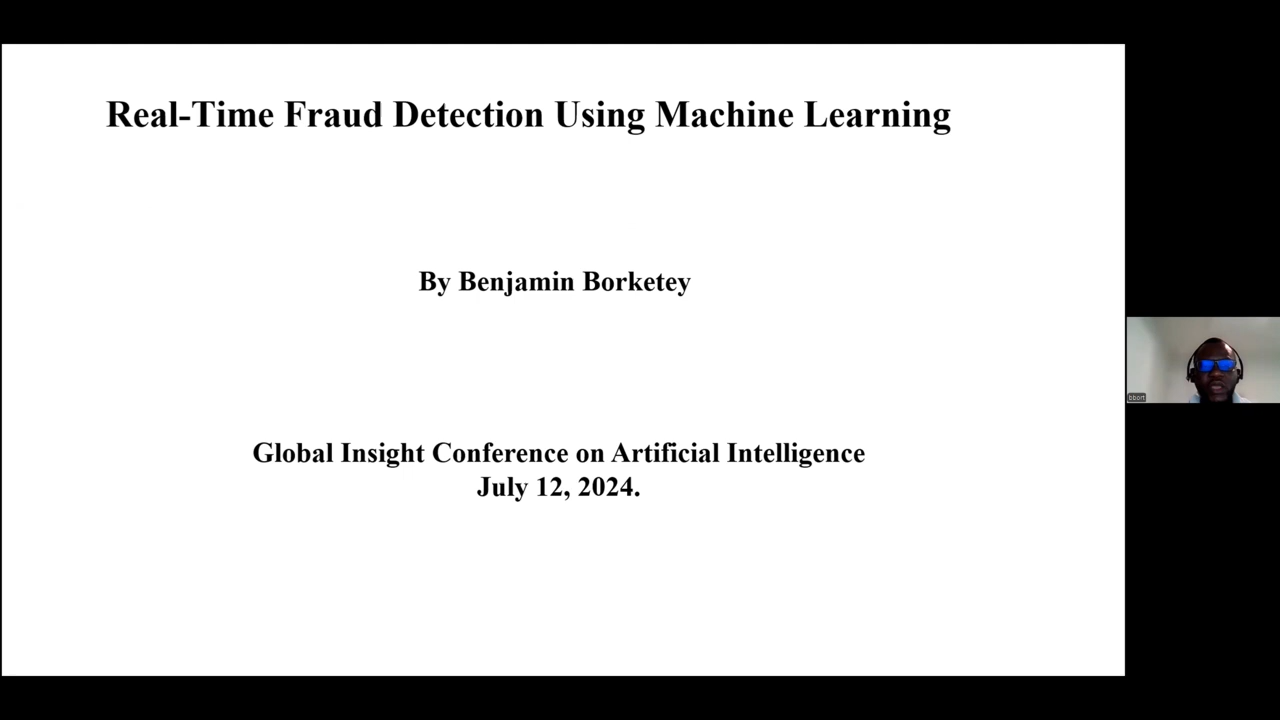 Real-Time Fraud Detection Using Machine Learning
By Benjamin Borketey
Global Insight Conference on Artificial Intelligence
July 12, 2024.
bbort